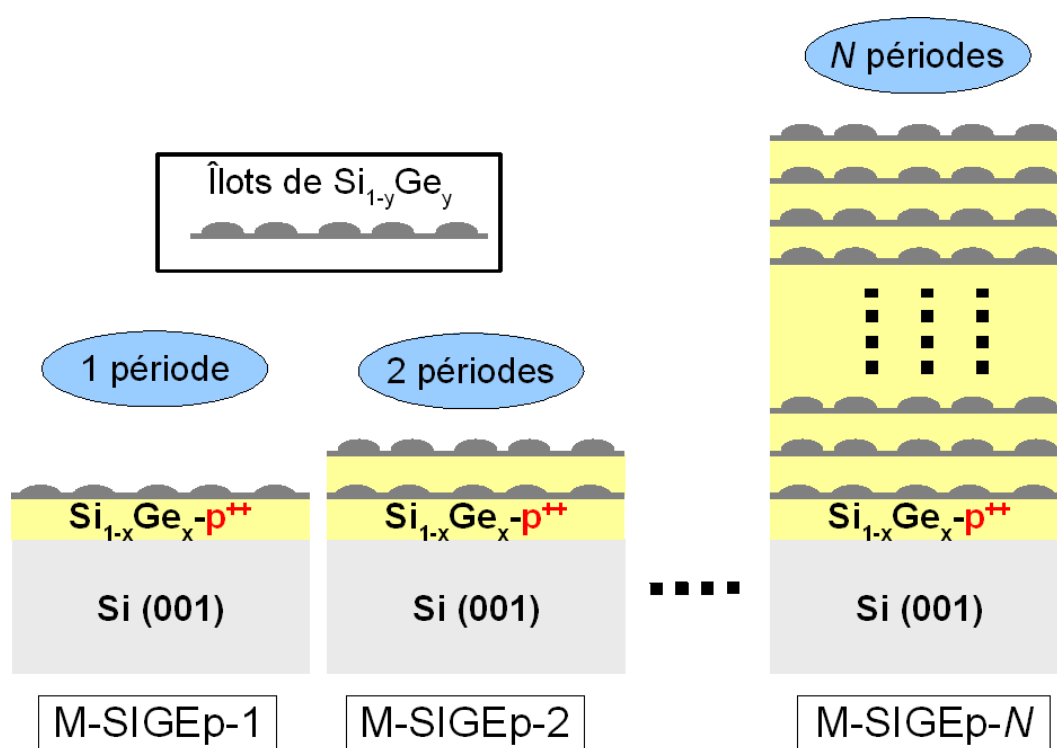 N périodes
Îlots de Si1-yGey
1 période
2 périodes
Si1-xGex-p++
Si1-xGex-p++
Si1-xGex-p++
Si (001)
Si (001)
Si (001)
M-SIGEp-1
M-SIGEp-2
M-SIGEp-N